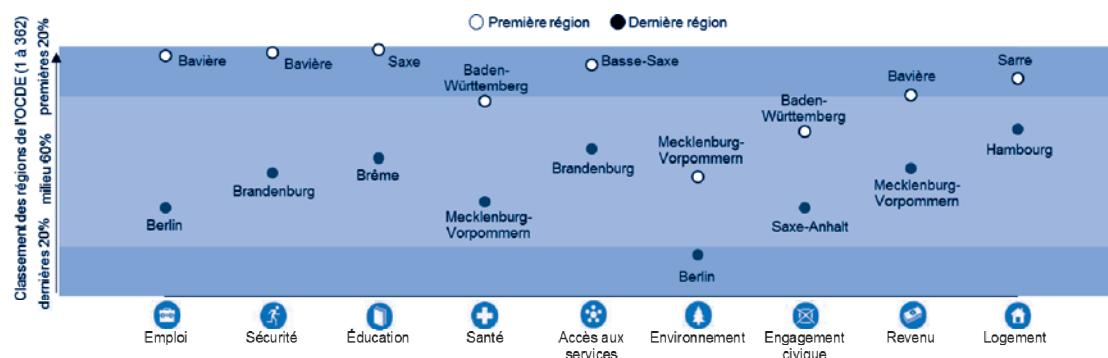 Première région
Dernière région
Classement des régions de l'OCDE (1 à 362)
premières 20%
milieu 60%
dernières 20%
Bavière
Berlin
Bavière
Brandenburg
Saxe
Brême
Baden-
Württemberg
Mecklenburg-
Vorpommern
Basse-Saxe
Brandenburg
Mecklenburg-
Vorpommern
Berlin
Baden-
Württemberg
Saxe-Anhalt
Bavière
Mecklenburg-
Vorpommern
Sarre
Hambourg
Emploi
Sécurité
Éducation
Santé
Accès aux
services
Environnement
Engagement
civique
Revenu
Logement